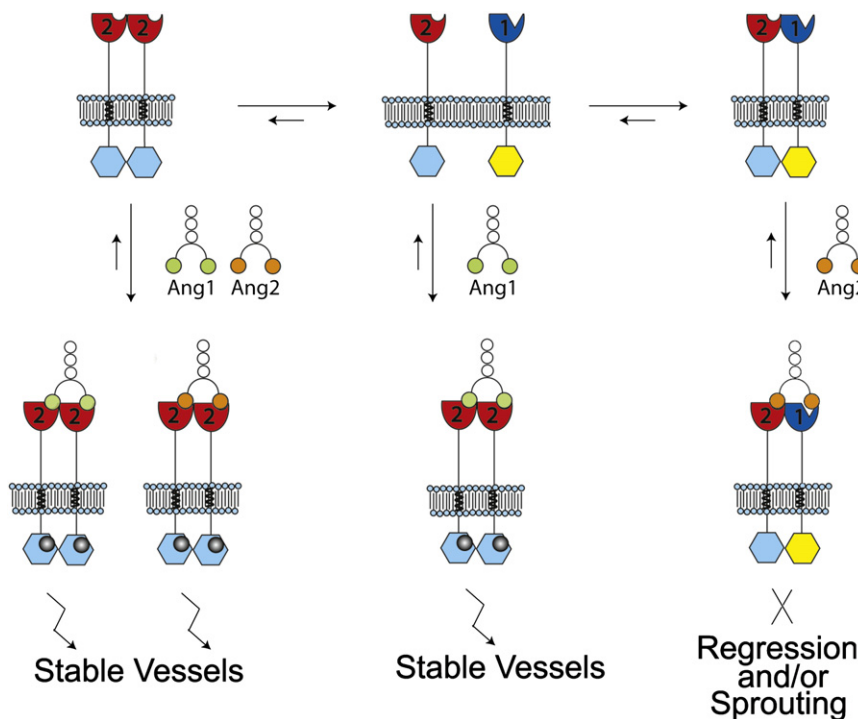 2 2
2 1
2 1
Ang1 Ang2
Ang1
Ang2
2 2
2 2
2 2
2 1
Stable Vessels
Stable Vessels
Regression
and/or
Sprouting